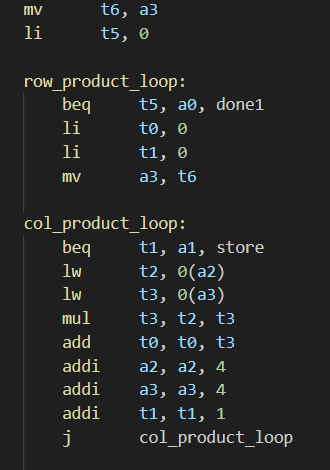 mv t6, a3
li t5, 0
row_product_loop:
beq t5, a0, done1
li t0, 0
li t1, 0
mv a3, t6
col_product_loop:
beq t1, a1, store
lw t2, 0(a2)
lw t3, 0(a3)
mul t3, t2, t3
add t0, t0, t3
addi a2, a2, 4
addi a3, a3, 4
addi t1, t1, 1
j col_product_loop